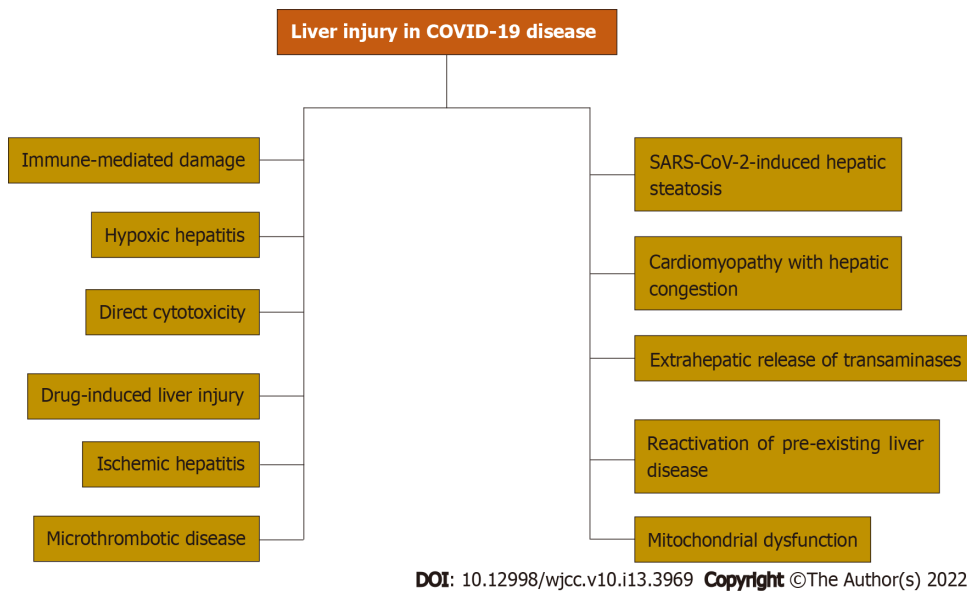 Liver injury in COVID-19 disease
Immune-mediated damage
Hypoxic hepatitis
Direct cytotoxicity
Drug-induced liver injury
Ischemic hepatitis
Microthrombotic disease
SARS-CoV-2-induced hepatic
steatosis
Cardiomyopathy with hepatic
congestion
Extrahepatic release of transaminases
Reactivation of pre-existing liver
disease
Mitochondrial dysfunction
DOI: 10.12998/wjcc.v10.i13.3969 Copyright ©The Author(s) 2022